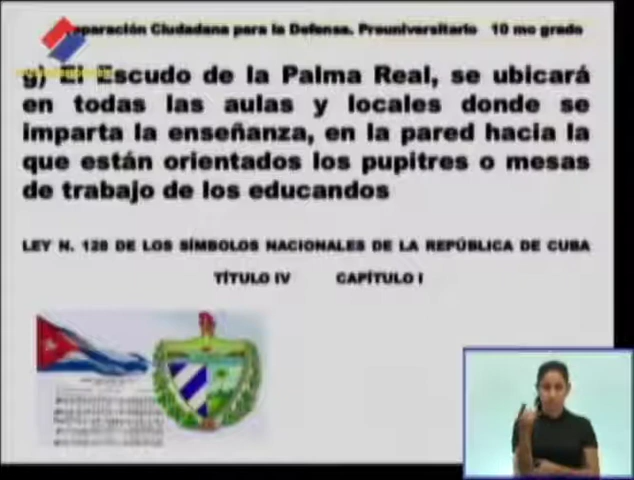 Preparación Ciudadana para la Defensa. Preuniversitario 10 mo grado
g) El Escudo de la Palma Real, se ubicará
en todas las aulas y locales donde se
imparta la enseñanza, en la pared hacia la
que están orientados los pupitres o mesas
de trabajo de los educandos
LEY N. 128 DE LOS SÍMBOLOS NACIONALES DE LA REPÚBLICA DE CUBA
TÍTULO IV CAPÍTULO I